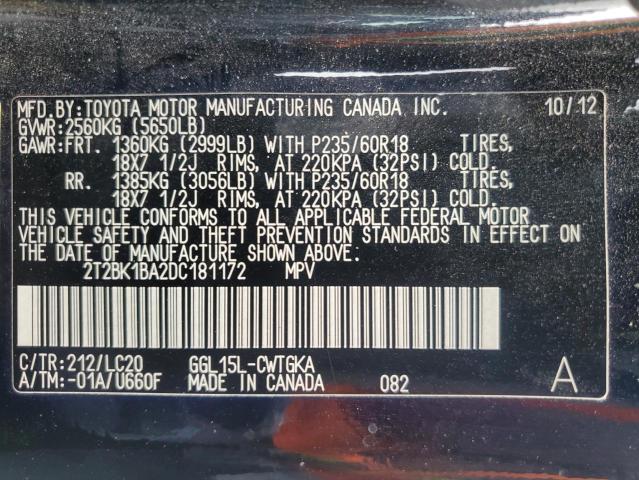 MFD.BY:TOYOTA MOTOR MANUFACTURING CANADA INC. 10/12
GVWR:2560KG (5650LB)
GAWR:FRT. 1360KG (2999LB) WITH P235/60R18 TIRES,
18X7 1/2J RIMS, AT 220KPA (32PSI) COLD.
RR. 1385KG (3056LB) WITH P235/60R18 TIRES,
18X7 1/2J RIMS, AT 220KPA (32PSI) COLD.
THIS VEHICLE CONFORMS TO ALL APPLICABLE FEDERAL MOTOR
VEHICLE SAFETY AND THEFT PREVENTION STANDARDS IN EFFECT ON
THE DATE OF MANUFACTURE SHOWN ABOVE.
2T2BK1BA2DC181172 MPV
C/TR:212/LC20 GGL15L-CWTGKA
A/TM:-01A/U660F MADE IN CANADA 082 A